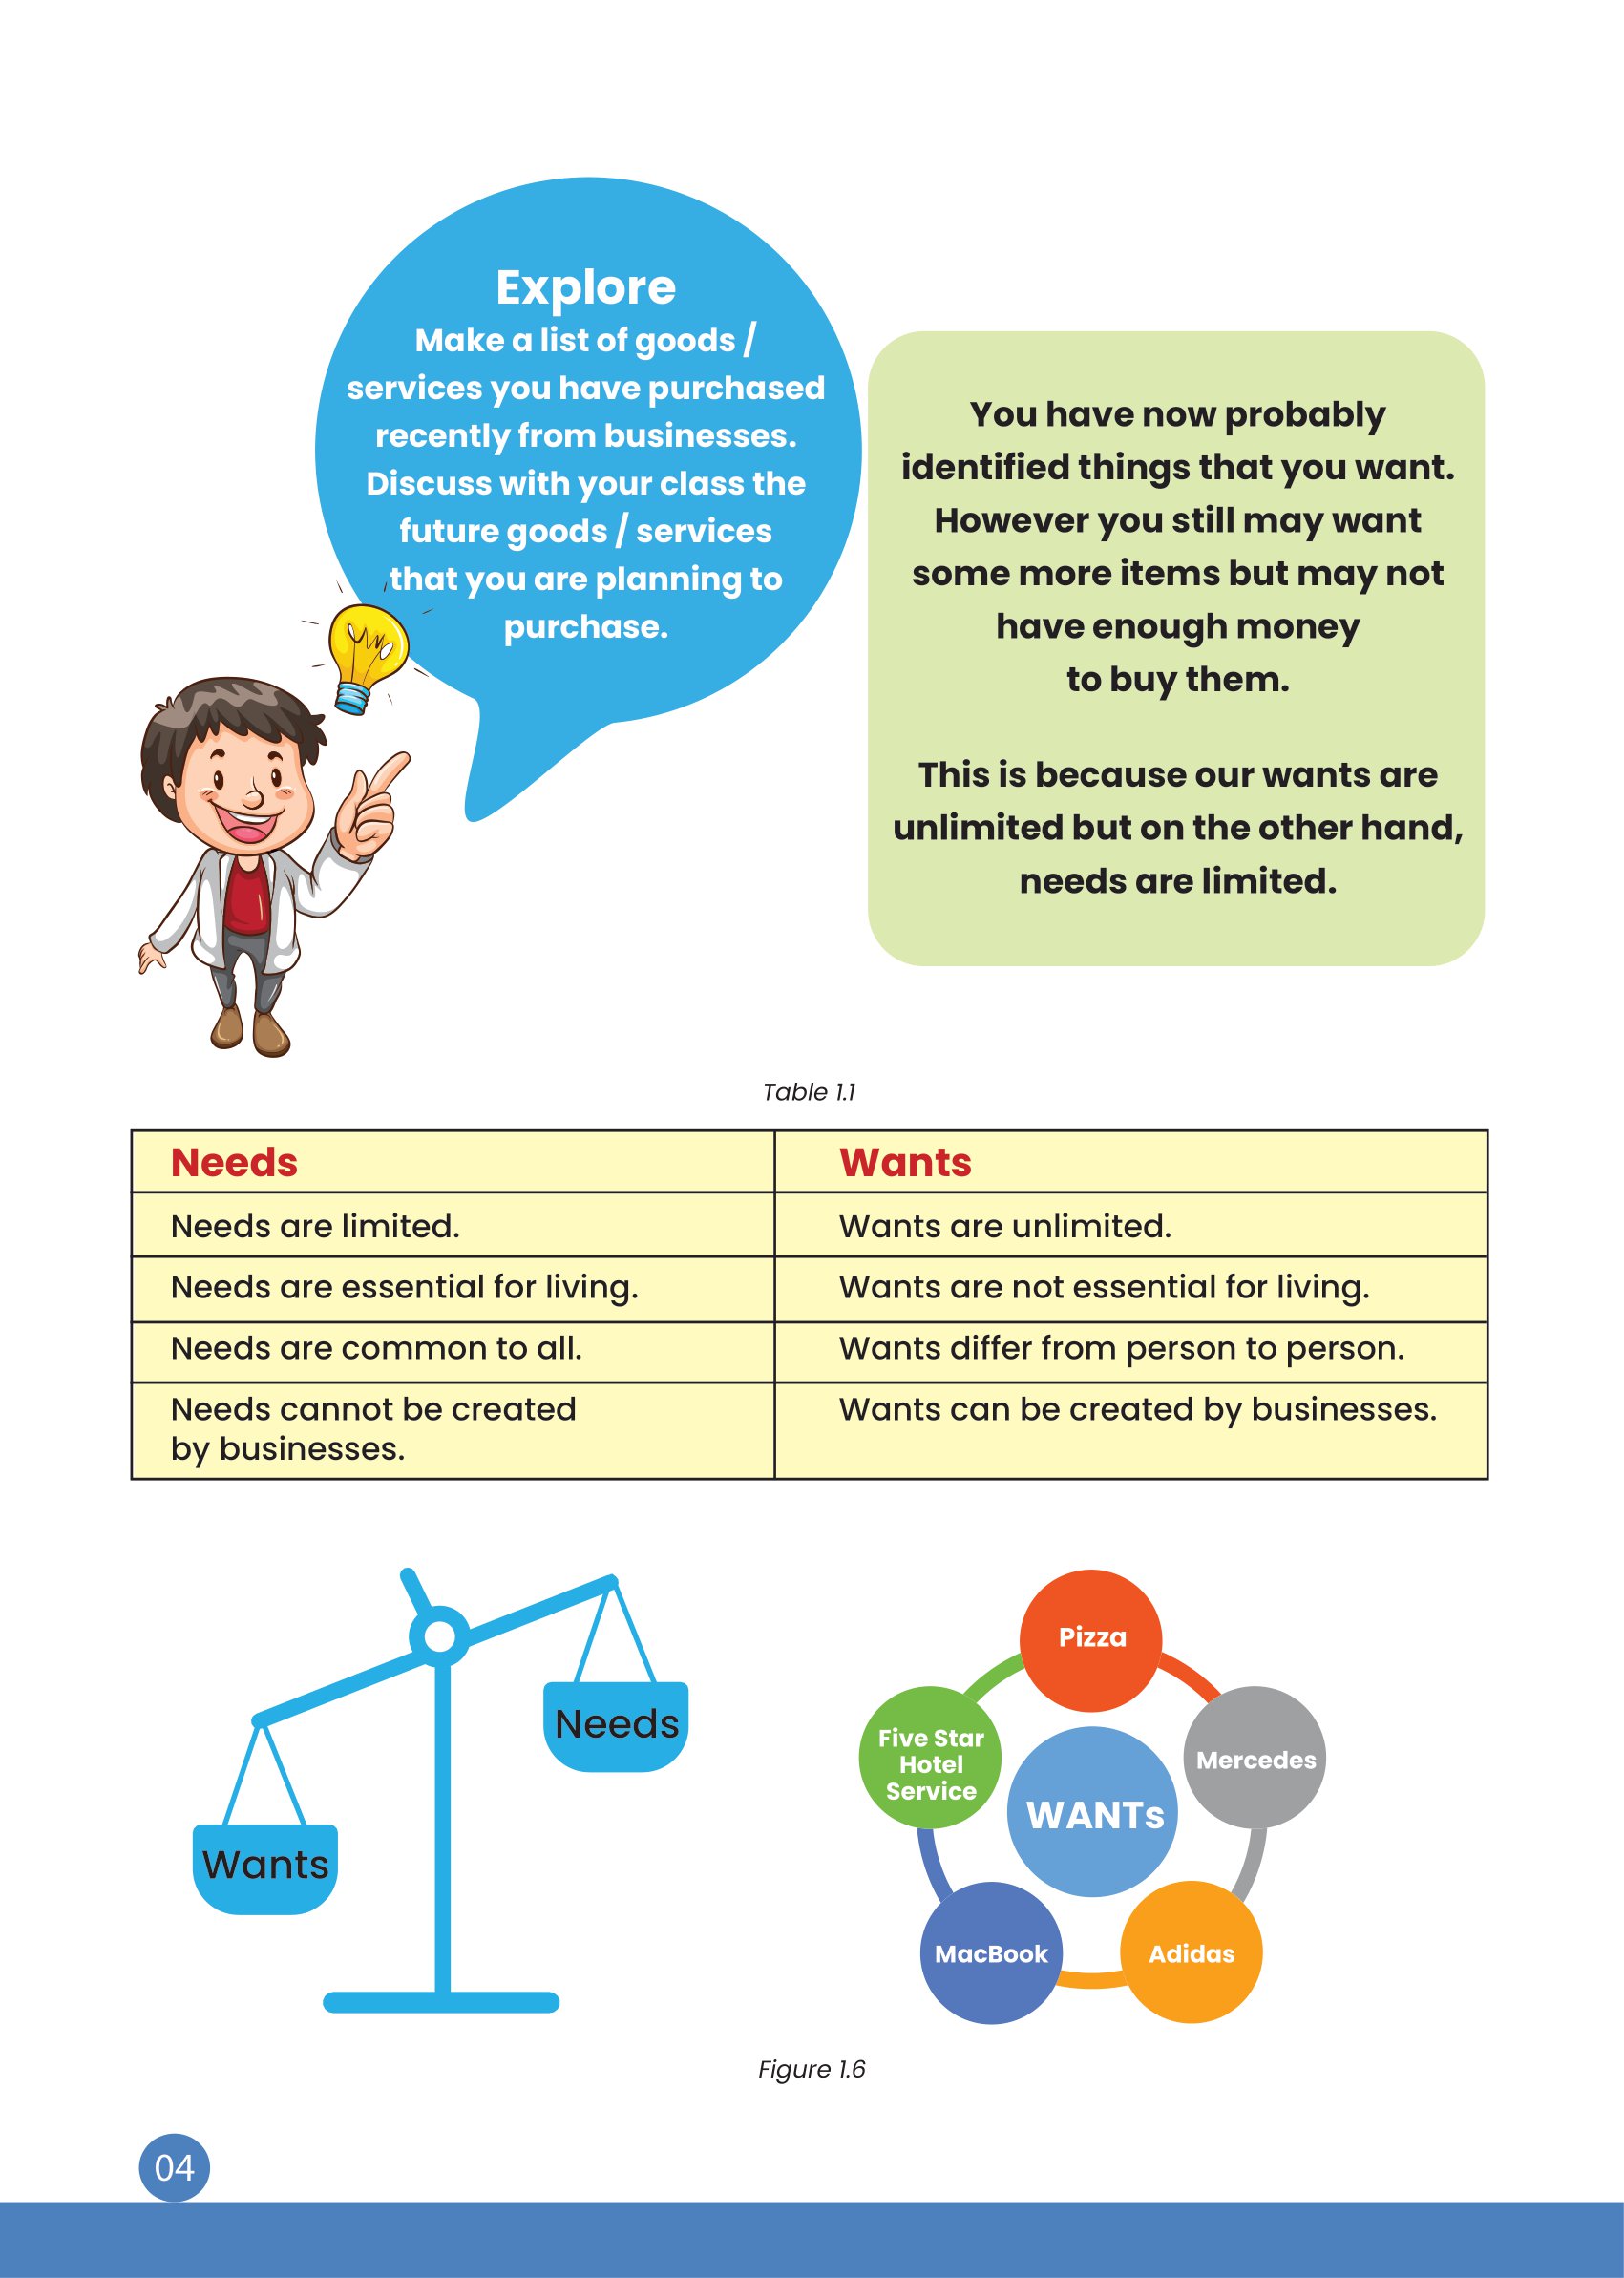 Explore
Make a list of goods /
services you have purchased
recently from businesses.
Discuss with your class the
future goods / services
that you are planning to
purchase.
You have now probably
identified things that you want.
However you still may want
some more items but may not
have enough money
to buy them.
This is because our wants are
unlimited but on the other hand,
needs are limited.
Table 1.1
Needs
Wants
Needs are limited.
Wants are unlimited.
Needs are essential for living.
Wants are not essential for living.
Needs are common to all.
Wants differ from person to person.
Needs cannot be created
by businesses.
Wants can be created by businesses.
Needs
Wants
Pizza
Five Star
Hotel
Service
Mercedes
WANTs
MacBook
Adidas
Figure 1.6
04